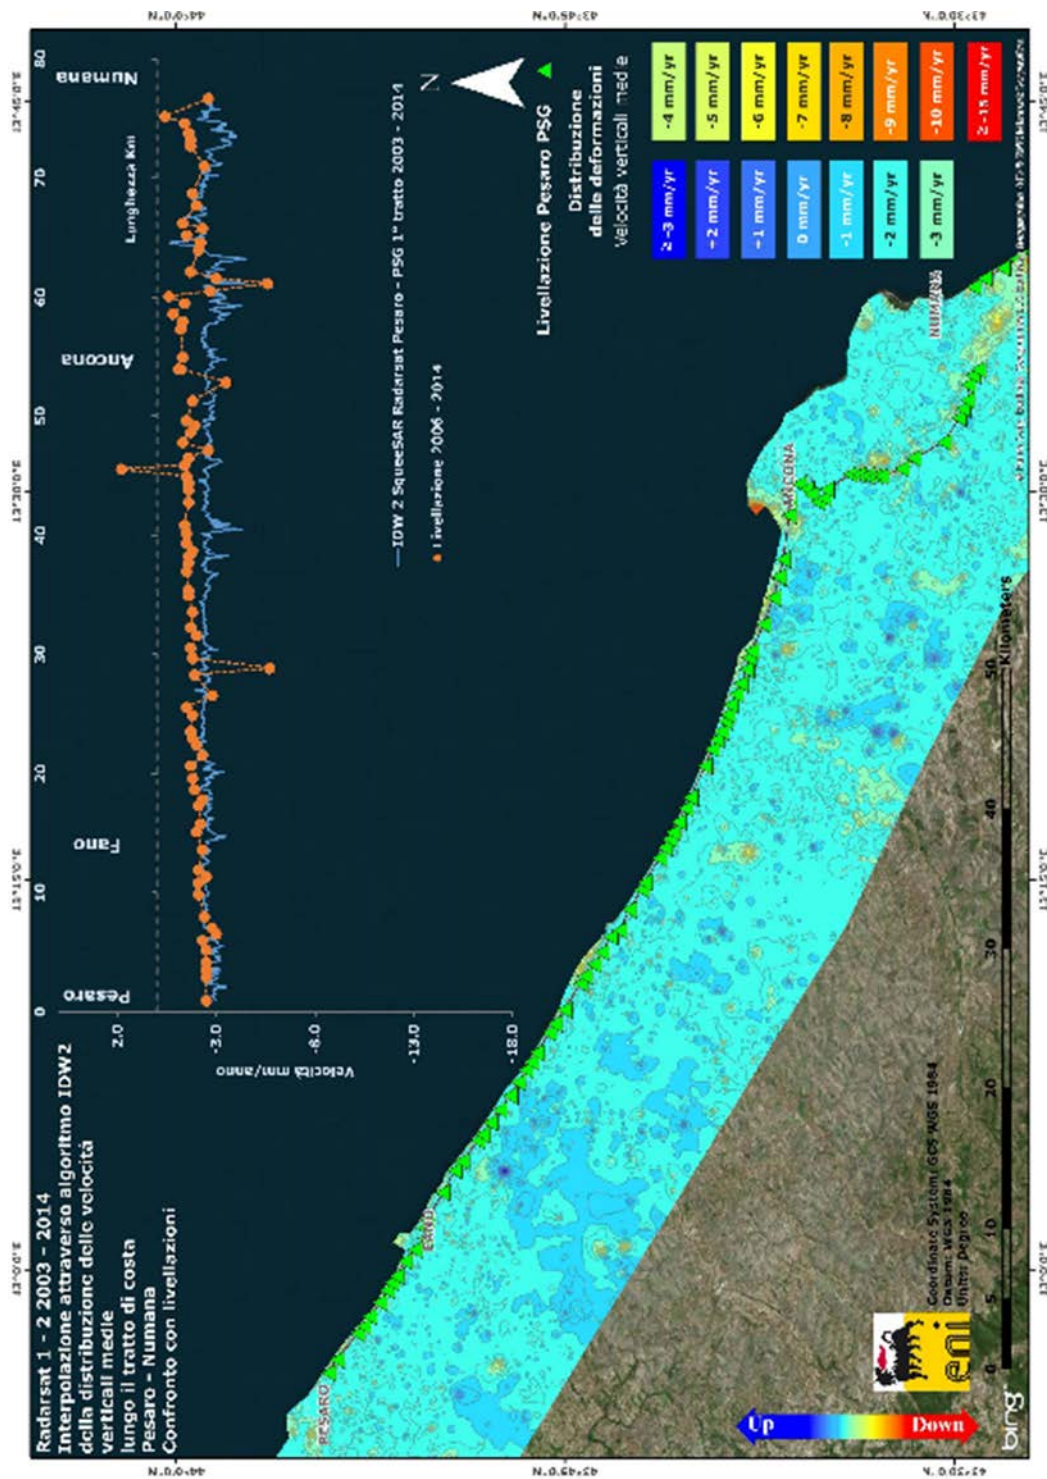 Radarsat 1 - 2 2003 - 2014
Interpolazione attraverso algoritmo IDW2
della distribuzione delle velocità
verticali medie
lungo il tratto di costa
Pesaro - Numana
Confronto con livellazioni
Pesaro
Fano
Ancona
Numana
Lunghezza Km
0 10 20 30 40 50 60 70 80
Velocità mm/anno
2.0
-3.0
-13.0
-18.0
IDW 2 SqueeSAR Radarsat Pesaro - PSG 1° tratto 2003 - 2014
Livellazione 2006 - 2014
N
Livellazione Pesaro PSG
Distribuzione
delle deformazioni
Velocità verticali medie
+2 mm/yr
+1 mm/yr
0 mm/yr
-1 mm/yr
-2 mm/yr
-3 mm/yr
-4 mm/yr
-5 mm/yr
-6 mm/yr
-7 mm/yr
-8 mm/yr
-9 mm/yr
-10 mm/yr
≥-15 mm/yr
PESARO
FANO
ANCONA
NUMANA
Up
Down
eni
bing
Coordinate System: GCS WGS 1984
Datum: WGS 1984
Units: Degree
0 5 10 20 30 40 50
Kilometers
13°0'0"E
13°15'0"E
13°30'0"E
13°45'0"E
44°0'0"N
43°45'0"N
43°30'0"N